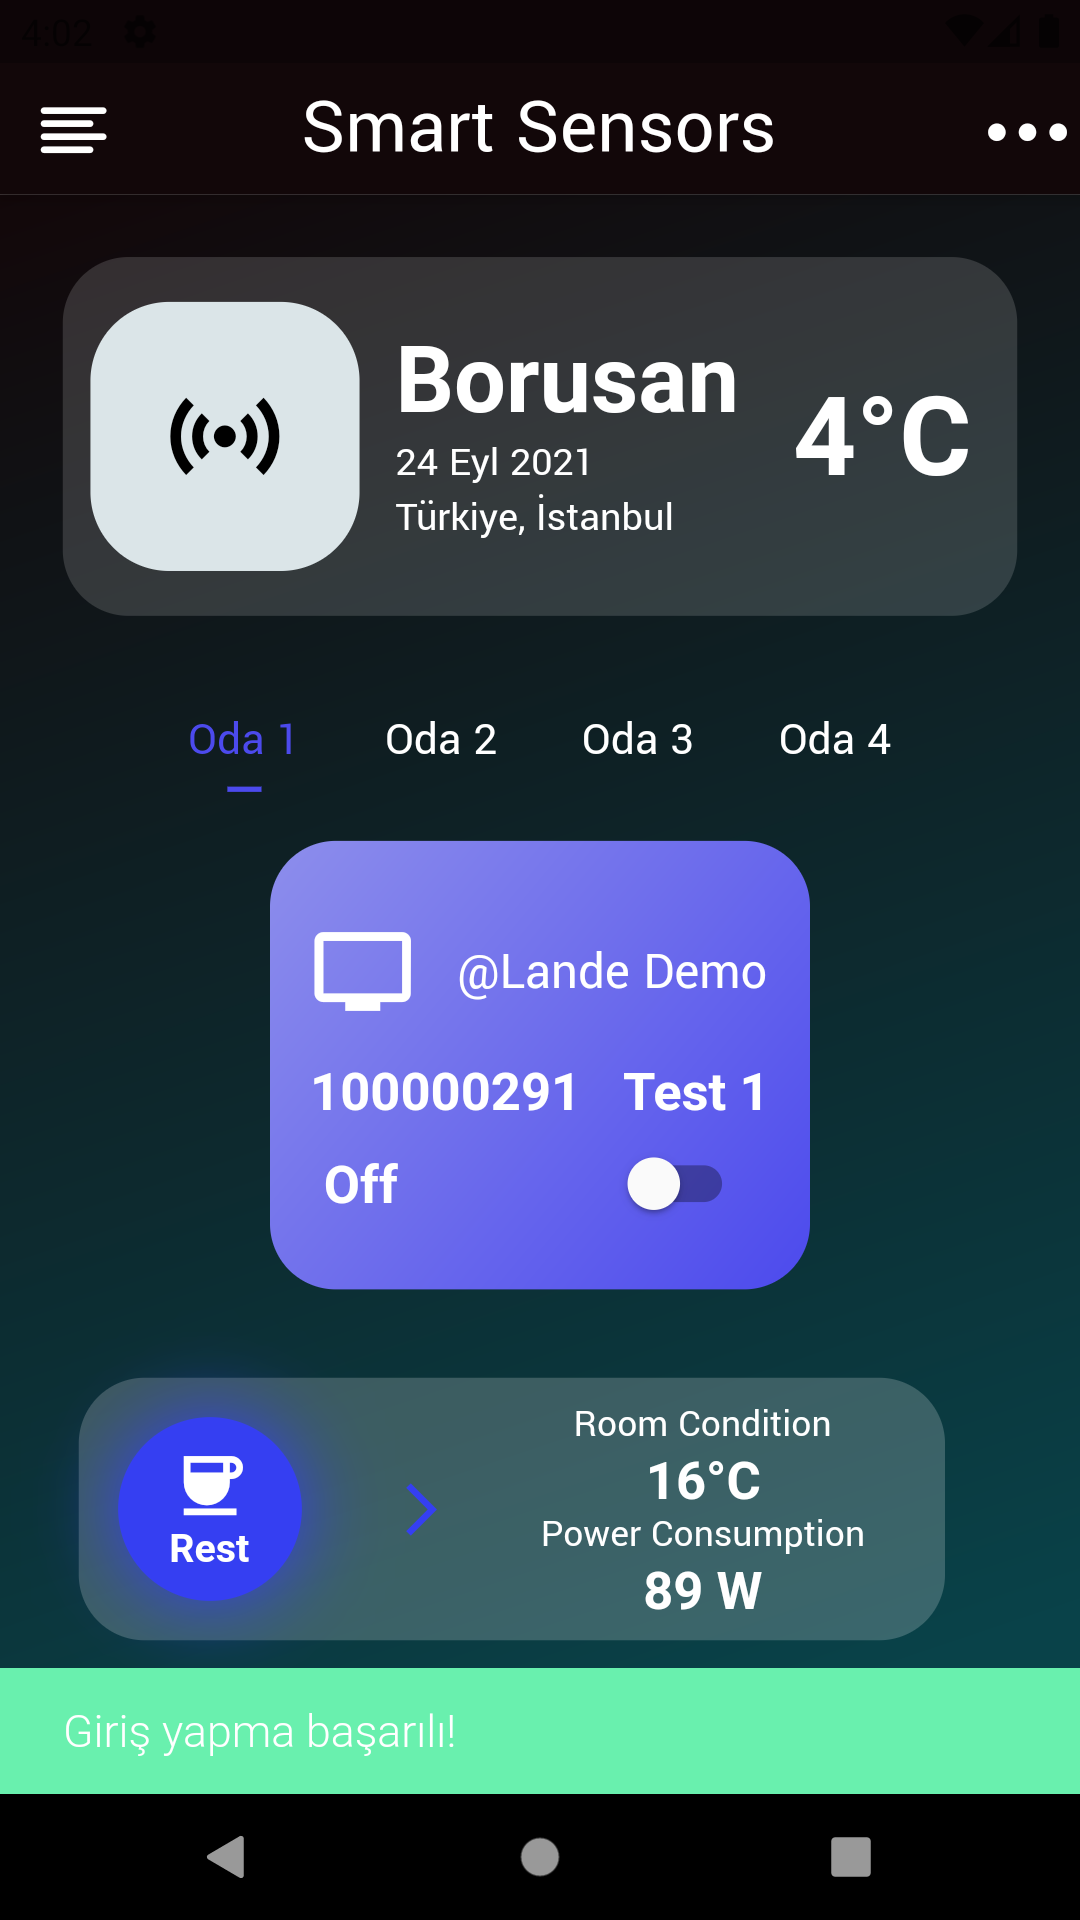 4:02
Smart Sensors
Borusan
24 Eyl 2021
Türkiye, İstanbul
4°C
Oda 1 Oda 2 Oda 3 Oda 4
@Lande Demo
100000291 Test 1
Off
Rest
Room Condition
16°C
Power Consumption
89 W
Giriş yapma başarılı!